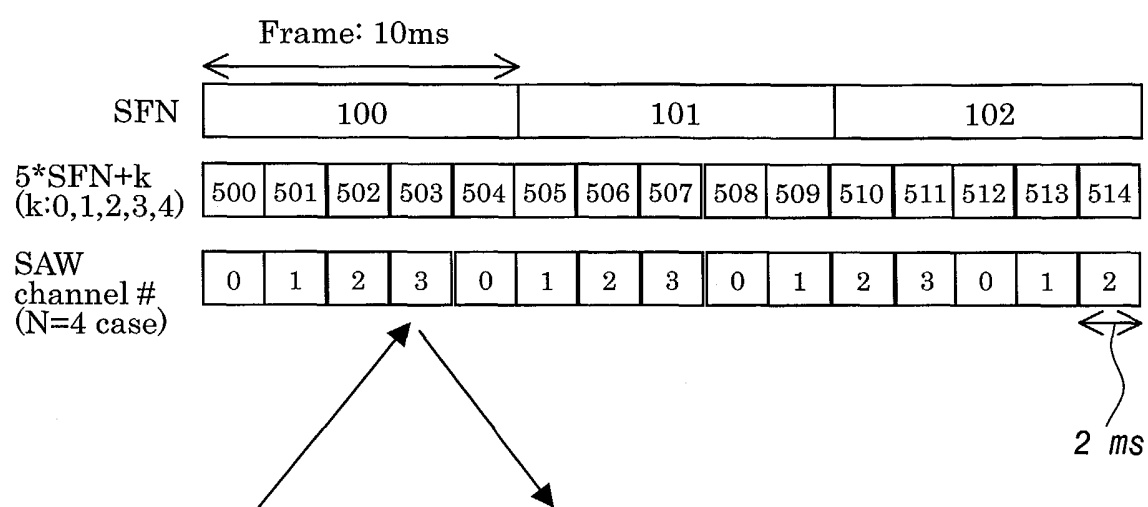 Frame: 10ms
SFN 100 101 102
5*SFN+k
(k:0,1,2,3,4) 500 501 502 503 504 505 506 507 508 509 510 511 512 513 514
SAW
channel #
(N=4 case) 0 1 2 3 0 1 2 3 0 1 2 3 0 1 2
2 ms